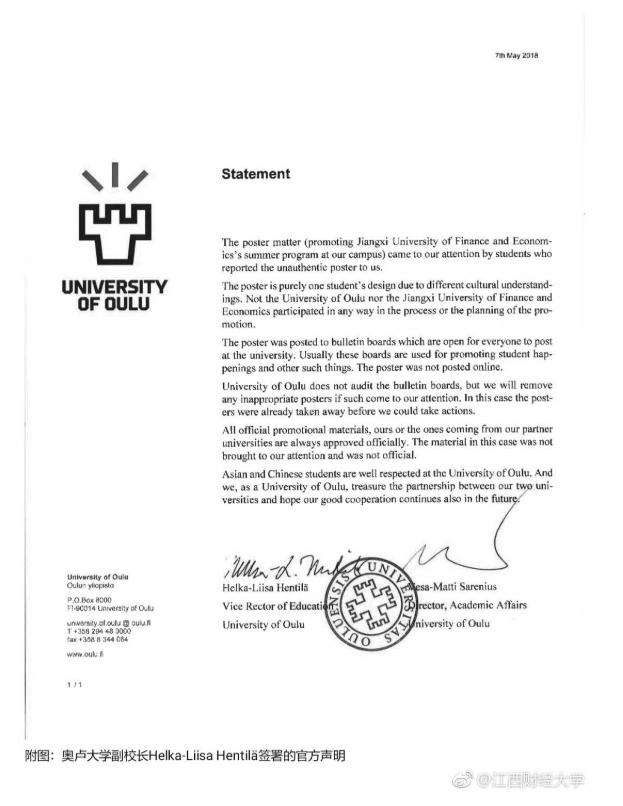 7th May 2018
Statement
UNIVERSITY
OF OULU
The poster matter (promoting Jiangxi University of Finance and Econom-
ics's summer program at our campus) came to our attention by students who
reported the unauthentic poster to us.
The poster is purely one student's design due to different cultural understand-
ings. Not the University of Oulu nor the Jiangxi University of Finance and
Economics participated in any way in the process or the planning of the pro-
motion.
The poster was posted to bulletin boards which are open for everyone to post
at the university. Usually these boards are used for promoting student hap-
penings and other such things. The poster was not posted online.
University of Oulu does not audit the bulletin boards, but we will remove
any inappropriate posters if such come to our attention. In this case the post-
ers were already taken away before we could take actions.
All official promotional materials, ours or the ones coming from our partner
universities are always approved officially. The material in this case was not
brought to our attention and was not official.
Asian and Chinese students are well respected at the University of Oulu. And
we, as a University of Oulu, treasure the partnership between our two uni-
versities and hope our good cooperation continues also in the future.
Helka-Liisa Hentilä
Vice Rector of Education
University of Oulu
Vesa-Matti Sarenius
Director, Academic Affairs
University of Oulu
UNIVERSITAS OULUENSIS
University of Oulu
Oulun yliopisto
P.O.Box 8000
FI-90014 University of Oulu
university.of.oulu @ oulu.fi
T +358 294 48 0000
fax +358 8 344 064
www.oulu.fi
1 / 1
附图：奥卢大学副校长Helka-Liisa Hentilä签署的官方声明
@江西财经大学